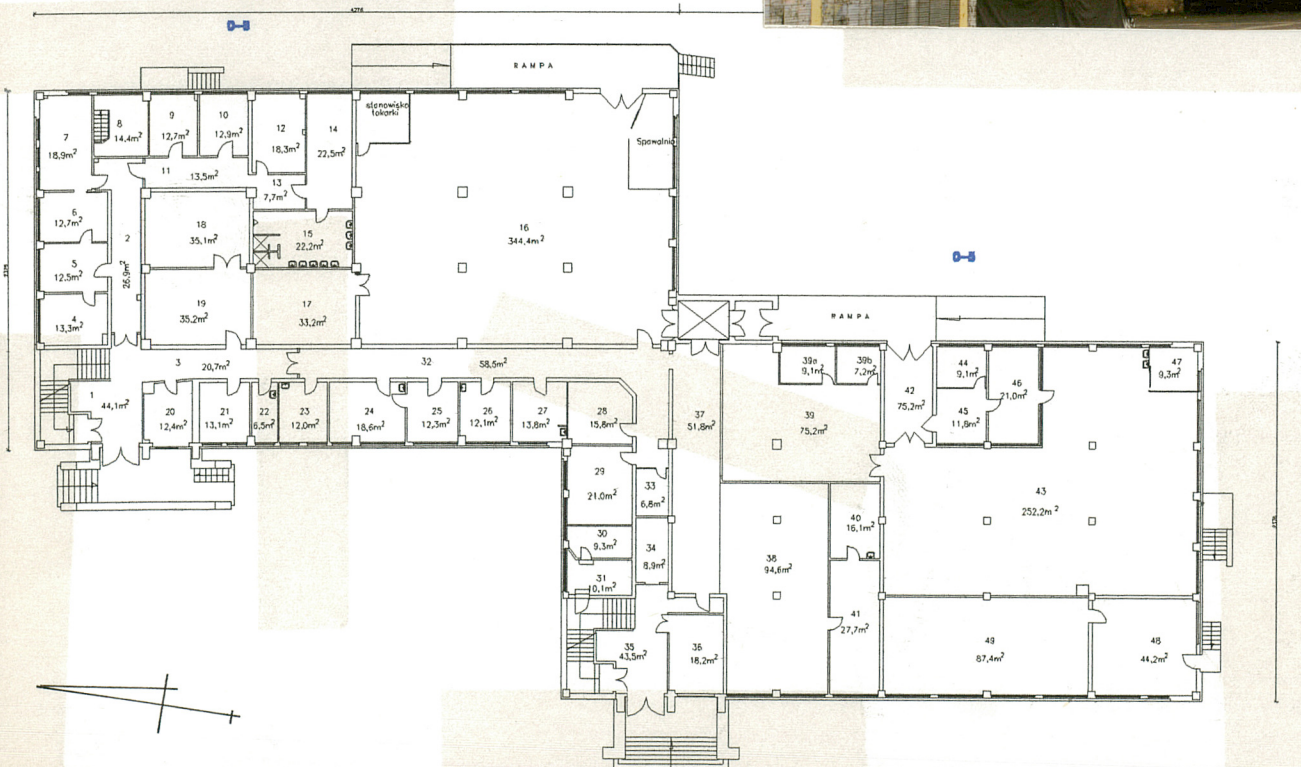 4276
D-B
RAMPA
stanowisko
tokarki
Spawalnia
7
18,9m²
8
14,4m²
9
12,7m²
10
12,9m²
12
18,3m²
14
22,5m²
11
13,5m²
13
7,7m²
6
12,7m²
2
26,9m²
18
35,1m²
15
22,2m²
16
344,4m²
5
12,5m²
4
13,3m²
19
35,2m²
17
33,2m²
D-5
RAMPA
3
20,7m²
32
58,5m²
1
44,1m²
20
12,4m²
21
13,1m²
22
6,5m²
23
12,0m²
24
18,6m²
25
12,3m²
26
12,1m²
27
13,8m²
28
15,8m²
37
51,8m²
39a
9,1m²
39b
7,2m²
39
75,2m²
42
75,2m²
44
9,1m²
45
11,8m²
46
21,0m²
47
9,3m²
29
21,0m²
33
6,8m²
30
9,3m²
34
8,9m²
31
10,1m²
38
94,6m²
40
16,1m²
43
252,2m²
35
43,5m²
36
18,2m²
41
27,7m²
49
87,4m²
48
44,2m²